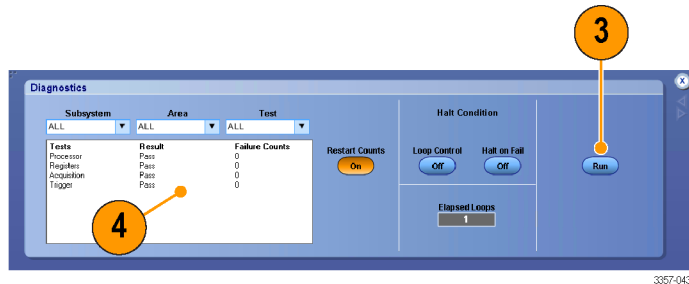 3
Diagnostics
x
Subsystem Area Test
ALL ALL ALL
Halt Condition
Tests Result Failure Counts
Processor Pass 0
Registers Pass 0
Acquisition Pass 0
Trigger Pass 0
Restart Counts
On
Loop Control Halt on Fail
Off Off
Run
4
Elapsed Loops
1
3357-043